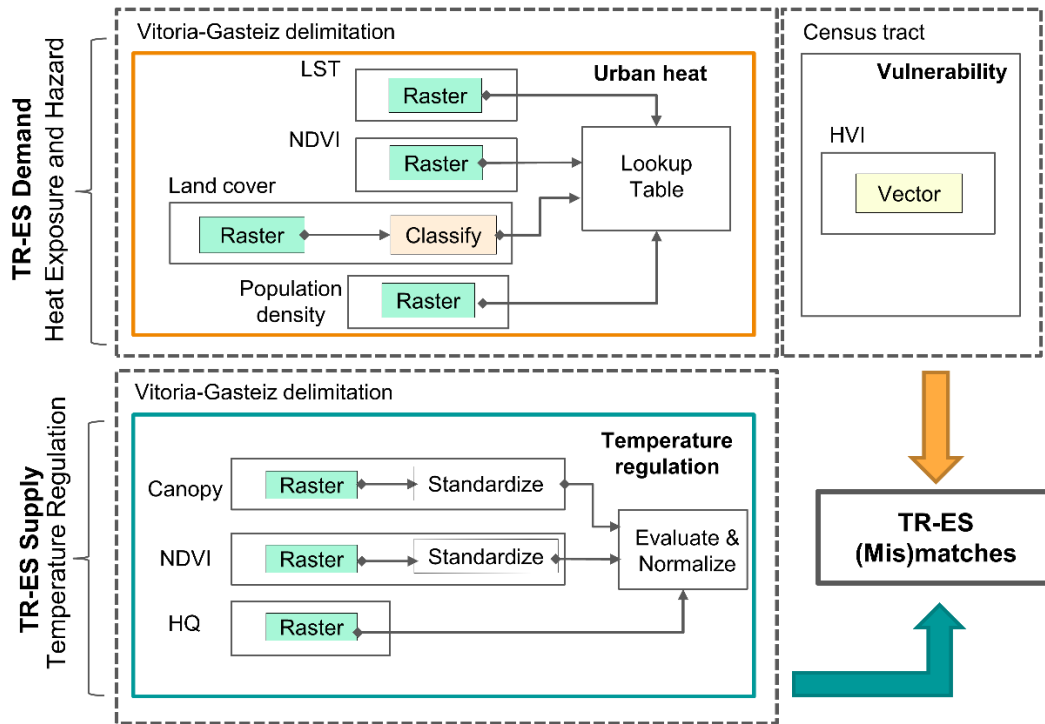 TR-ES Demand
Heat Exposure and Hazard
Vitoria-Gasteiz delimitation
Urban heat
LST
Raster
NDVI
Raster
Lookup
Table
Land cover
Raster
Classify
Population
density
Raster
Census tract
Vulnerability
HVI
Vector
TR-ES Supply
Temperature Regulation
Vitoria-Gasteiz delimitation
Temperature
regulation
Canopy
Raster
Standardize
NDVI
Raster
Standardize
Evaluate &
Normalize
HQ
Raster
TR-ES
(Mis)matches